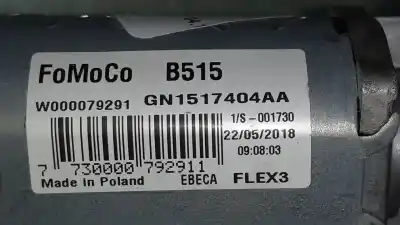 FoMoCo B515
W000079291 GN1517404AA
1/S-001730
22/05/2018
09:08:03
7 730000 792911
Made in Poland EBECA FLEX3